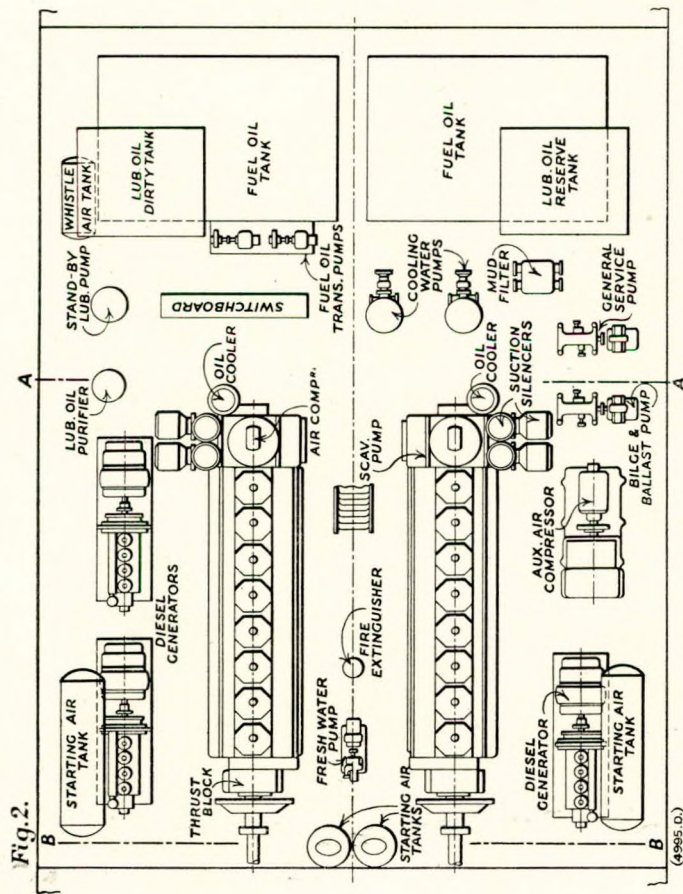 Fig. 2.
B
STARTING AIR
TANK
DIESEL
GENERATORS
LUB. OIL
PURIFIER
A
STAND-BY
LUB. PUMP
WHISTLE
AIR TANK
LUB. OIL
DIRTY TANK
FUEL OIL
TANK
SWITCHBOARD
FUEL OIL
TRANS. PUMPS
OIL
COOLER
AIR COMPR.
THRUST
BLOCK
FRESH WATER
PUMP
FIRE
EXTINGUISHER
SCAV.
PUMP
COOLING
WATER
PUMPS
FUEL OIL
TANK
STARTING AIR
TANKS
OIL
COOLER
SUCTION
SILENCERS
MUD
FILTER
LUB. OIL
RESERVE
TANK
GENERAL
SERVICE
PUMP
DIESEL
GENERATOR
STARTING AIR
TANK
AUX. AIR
COMPRESSOR
BILGE &
BALLAST PUMP
B
A
(4995.D.)